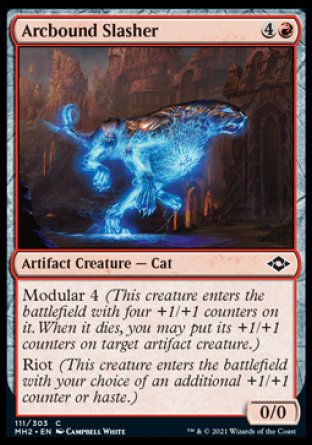 Arcbound Slasher 4
Artifact Creature — Cat
Modular 4 (This creature enters the
battlefield with four +1/+1 counters on
it. When it dies, you may put its +1/+1
counters on target artifact creature.)
Riot (This creature enters the battlefield
with your choice of an additional +1/+1
counter or haste.)
0/0
111/303 C
MH2 • EN CAMPBELL WHITE ™ & © 2021 Wizards of the Coast